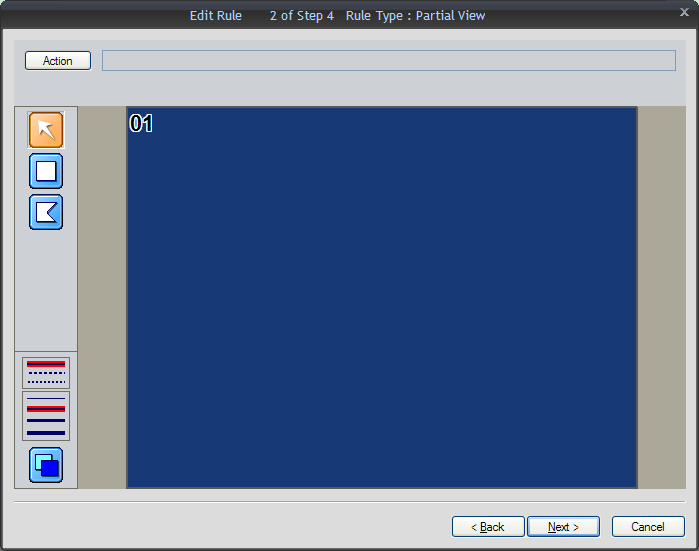 Edit Rule 2 of Step 4 Rule Type : Partial View
Action
01
< Back Next > Cancel